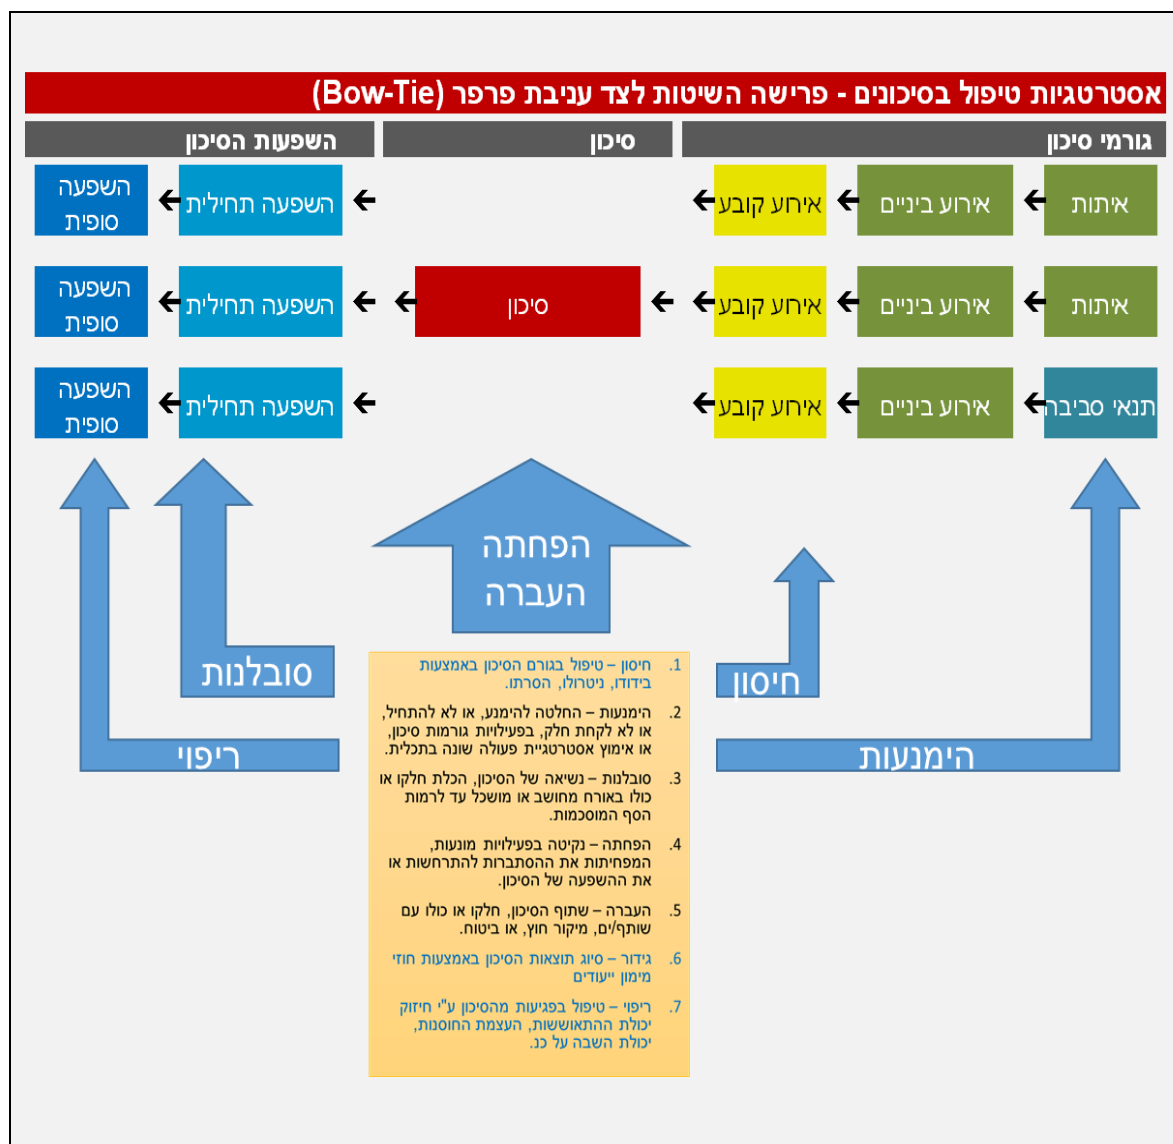 אסטרטגיות טיפול בסיכונים - פרישה השיטות לצד עניבת פרפר (Bow-Tie)
גורמי סיכון
סיכון
השפעות הסיכון
איתות
אירוע ביניים
אירוע קובע
השפעה תחילית
השפעה
סופית
איתות
אירוע ביניים
אירוע קובע
סיכון
השפעה תחילית
השפעה
סופית
תנאי סביבה
אירוע ביניים
אירוע קובע
השפעה תחילית
השפעה
סופית
הפחתה
העברה
חיסון
הימנעות
סובלנות
ריפוי
1. חיסון – טיפול בגורם הסיכון באמצעות
בידודו, ניטרולו, הסרתו.
2. הימנעות – החלטה להימנע, או לא להתחיל,
או לא לקחת חלק, בפעילויות גורמות סיכון,
או אימוץ אסטרטגיית פעולה שונה בתכלית.
3. סובלנות – נשיאה של הסיכון, הכלת חלקו או
כולו באורח מחושב או מושכל עד לרמות
הסף המוסכמות.
4. הפחתה – נקיטה בפעילויות מונעות,
המפחיתות את ההסתברות להתרחשות או
את ההשפעה של הסיכון.
5. העברה – שתוף הסיכון, חלקו או כולו עם
שותף/ים, מיקור חוץ, או ביטוח.
6. גידור – סיוג תוצאות הסיכון באמצעות חוזי
מימון ייעודים
7. ריפוי – טיפול בפגיעות מהסיכון ע"י חיזוק
יכולת ההתאוששות, העצמת החוסנות,
יכולת השבה על כנ.